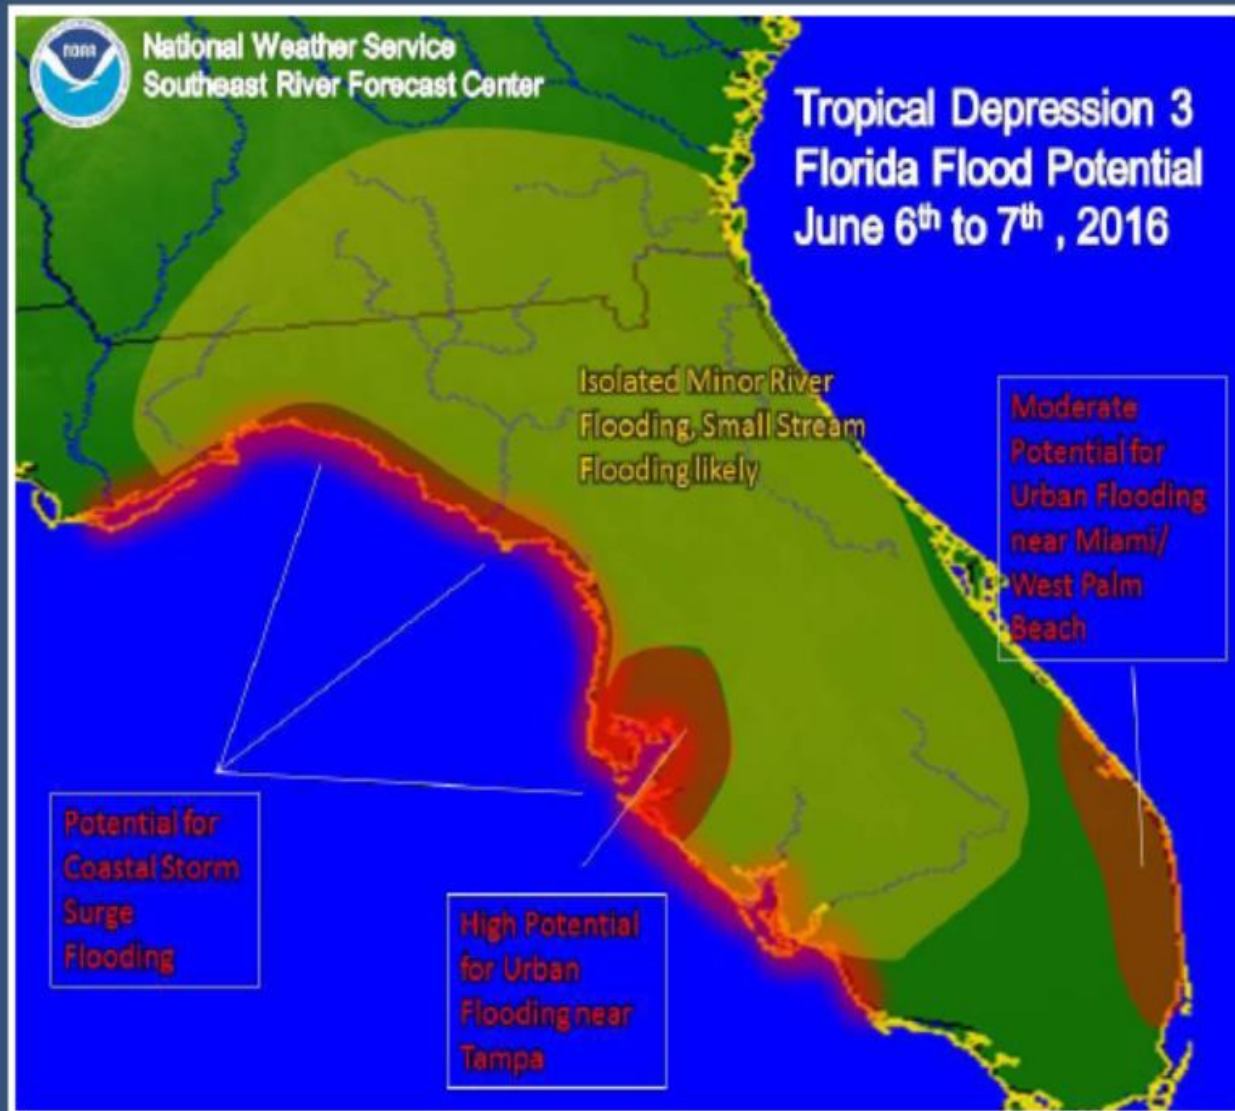 NOAA
National Weather Service
Southeast River Forecast Center
Tropical Depression 3
Florida Flood Potential
June 6th to 7th , 2016
Isolated Minor River
Flooding, Small Stream
Flooding likely
Moderate
Potential for
Urban Flooding
near Miami/
West Palm
Beach
Potential for
Coastal Storm
Surge
Flooding
High Potential
for Urban
Flooding near
Tampa